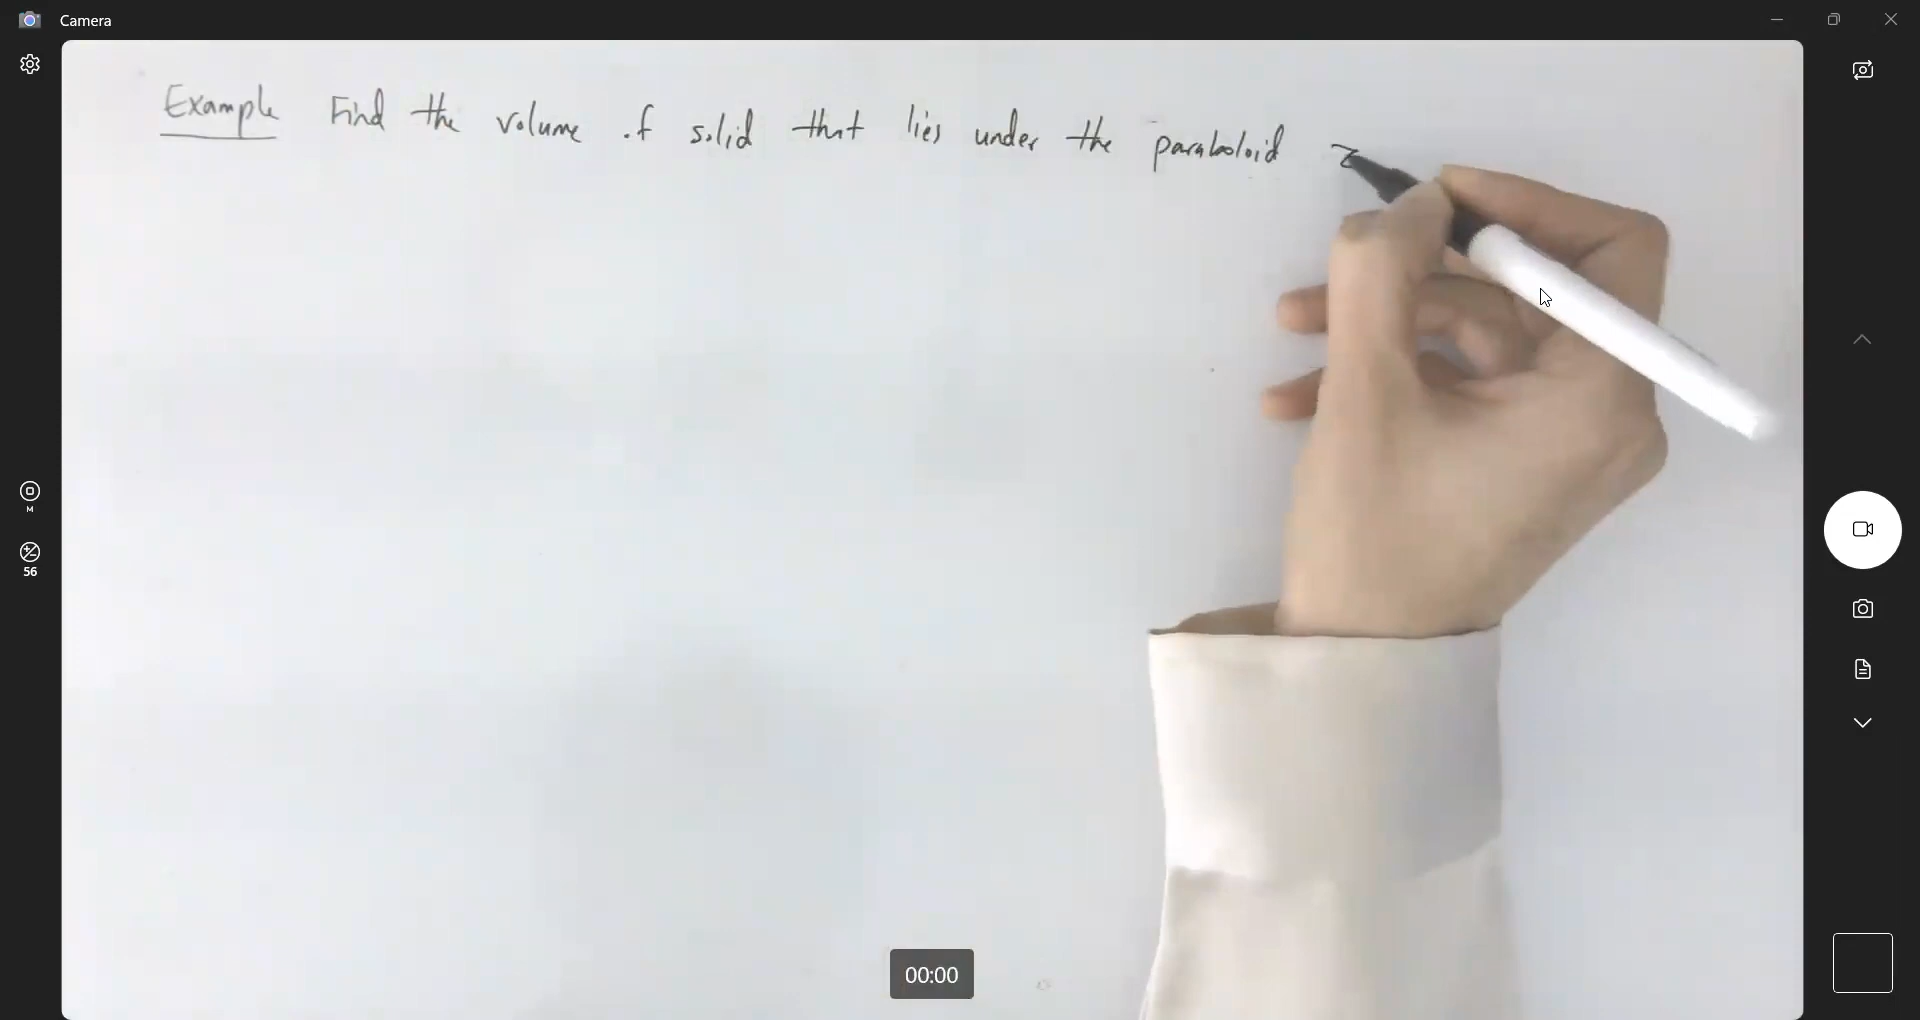 Camera
Example Find the volume of solid that lies under the paraboloid z
M
56
00:00